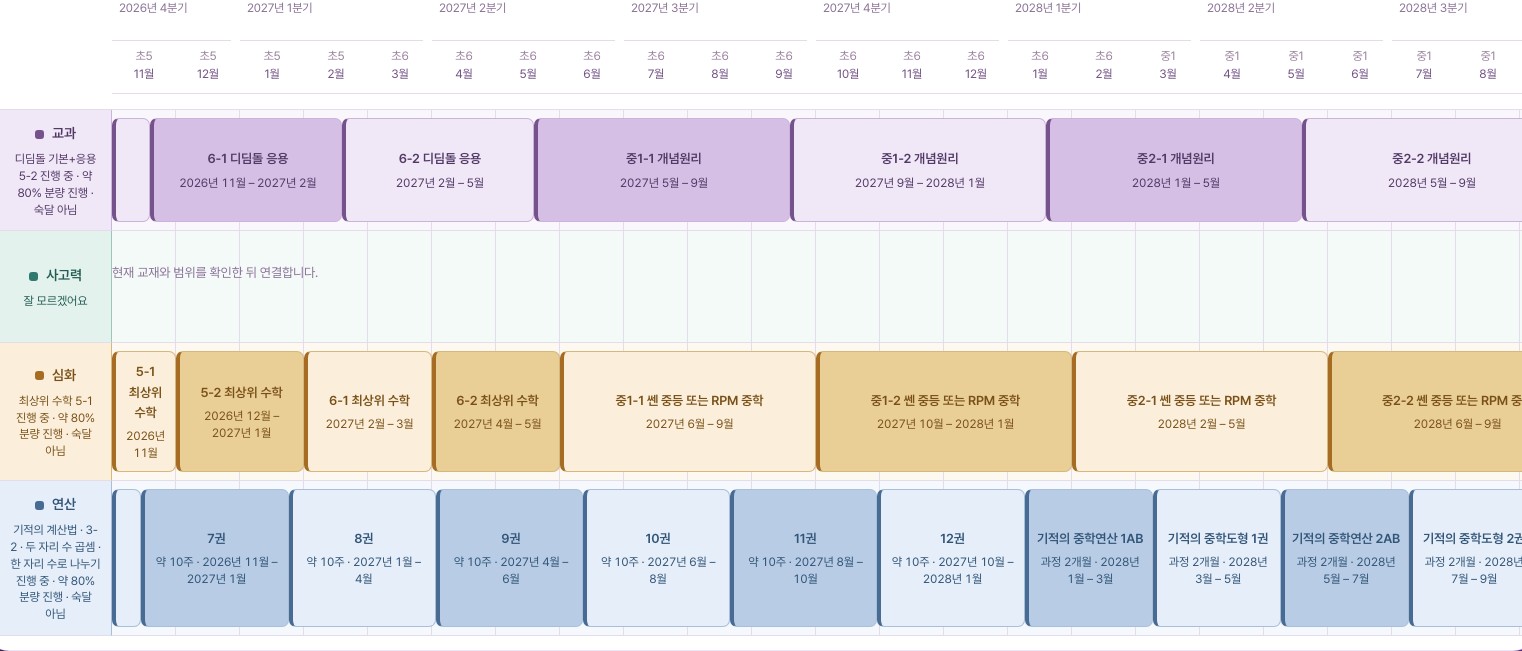 2026년 4분기 2027년 1분기 2027년 2분기 2027년 3분기 2027년 4분기 2028년 1분기 2028년 2분기 2028년 3분기
초5 초5 초5 초5 초6 초6 초6 초6 초6 초6 초6 초6 초6 초6 초6 초6 중1 중1 중1 중1 중1 중1
11월 12월 1월 2월 3월 4월 5월 6월 7월 8월 9월 10월 11월 12월 1월 2월 3월 4월 5월 6월 7월 8월
교과
디딤돌 기본+응용
5-2 진행 중 · 약
80% 분량 진행 ·
숙달 아님
6-1 디딤돌 응용
2026년 11월 – 2027년 2월
6-2 디딤돌 응용
2027년 2월 – 5월
중1-1 개념원리
2027년 5월 – 9월
중1-2 개념원리
2027년 9월 – 2028년 1월
중2-1 개념원리
2028년 1월 – 5월
중2-2 개념원리
2028년 5월 – 9월
사고력
잘 모르겠어요
현재 교재와 범위를 확인한 뒤 연결합니다.
심화
최상위 수학 5-1
진행 중 · 약 80%
분량 진행 · 숙달
아님
5-1
최상위
수학
2026년
11월
5-2 최상위 수학
2026년 12월 –
2027년 1월
6-1 최상위 수학
2027년 2월 – 3월
6-2 최상위 수학
2027년 4월 – 5월
중1-1 쎈 중등 또는 RPM 중학
2027년 6월 – 9월
중1-2 쎈 중등 또는 RPM 중학
2027년 10월 – 2028년 1월
중2-1 쎈 중등 또는 RPM 중학
2028년 2월 – 5월
중2-2 쎈 중등 또는 RPM 중
2028년 6월 – 9월
연산
기적의 계산법 · 3-
2 · 두 자리 수 곱셈 ·
한 자리 수로 나누기
진행 중 · 약 80%
분량 진행 · 숙달
아님
7권
약 10주 · 2026년 11월 –
2027년 1월
8권
약 10주 · 2027년 1월 –
4월
9권
약 10주 · 2027년 4월 –
6월
10권
약 10주 · 2027년 6월 –
8월
11권
약 10주 · 2027년 8월 –
10월
12권
약 10주 · 2027년 10월 –
2028년 1월
기적의 중학연산 1AB
과정 2개월 · 2028년
1월 – 3월
기적의 중학도형 1권
과정 2개월 · 2028년
3월 – 5월
기적의 중학연산 2AB
과정 2개월 · 2028년
5월 – 7월
기적의 중학도형 2권
과정 2개월 · 2028년
7월 – 9월